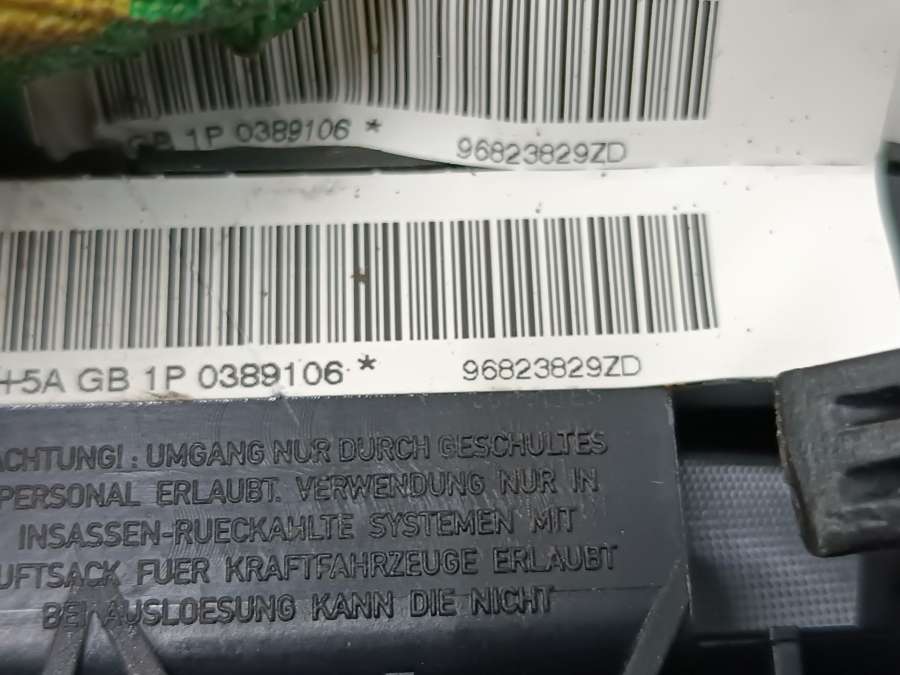 GB 1P 0389106 *
96823829ZD
+5A GB 1P 0389106 *
96823829ZD
ACHTUNG! : UMGANG NUR DURCH GESCHULTES
PERSONAL ERLAUBT. VERWENDUNG NUR IN
INSASSEN-RUECKAHLTE SYSTEMEN MIT
LUFTSACK FUER KRAFTFAHRZEUGE ERLAUBT
BEI AUSLOESUNG KANN DIE NICHT